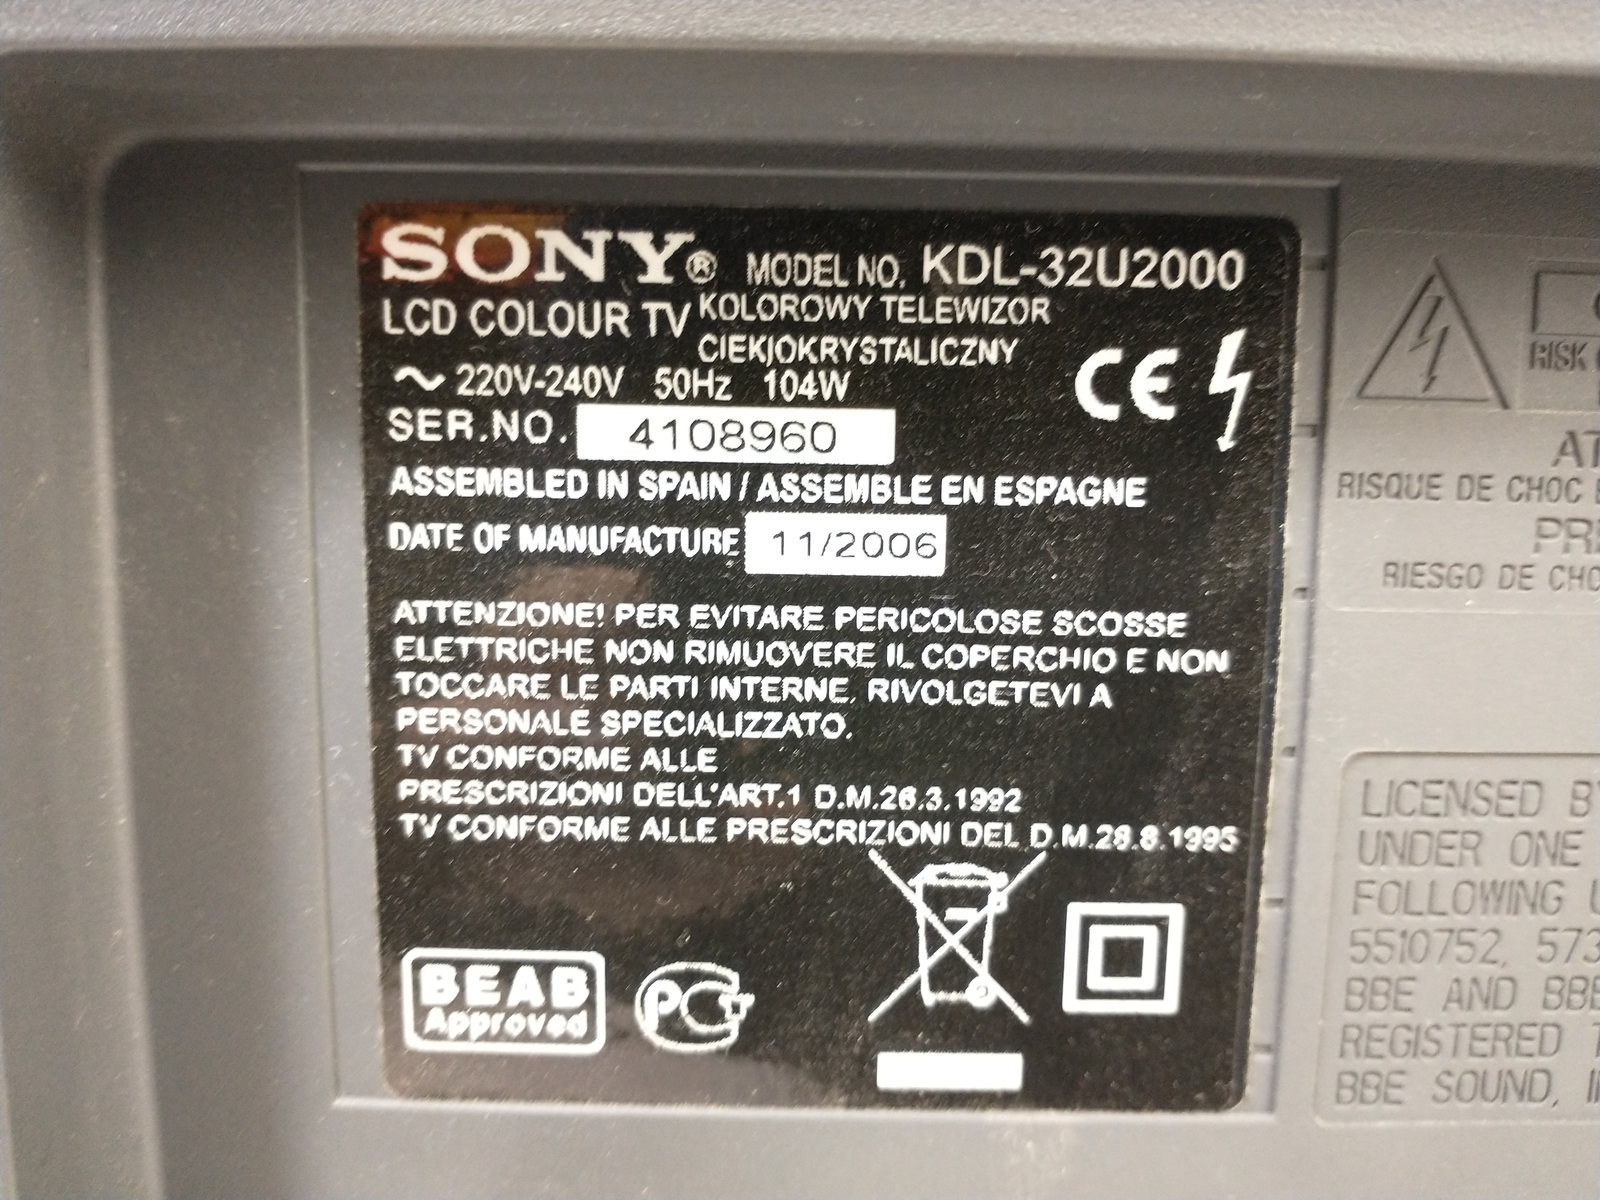 SONY® MODEL NO. KDL-32U2000
LCD COLOUR TV KOLOROWY TELEWIZOR
CIEKJOKRYSTALICZNY
~ 220V-240V 50Hz 104W
SER.NO. 4108960
ASSEMBLED IN SPAIN / ASSEMBLE EN ESPAGNE
DATE OF MANUFACTURE 11/2006
ATTENZIONE! PER EVITARE PERICOLOSE SCOSSE
ELETTRICHE NON RIMUOVERE IL COPERCHIO E NON
TOCCARE LE PARTI INTERNE. RIVOLGETEVI A
PERSONALE SPECIALIZZATO.
TV CONFORME ALLE
PRESCRIZIONI DELL'ART.1 D.M.26.3.1992
TV CONFORME ALLE PRESCRIZIONI DEL D.M.28.8.1995
CE
BEAB
Approved
PCT
RISK
RISQUE DE CHOC
RIESGO DE
LICENSED
UNDER ONE
FOLLOWING
5510752,
BBE AND
REGISTERED
BBE SOUND,